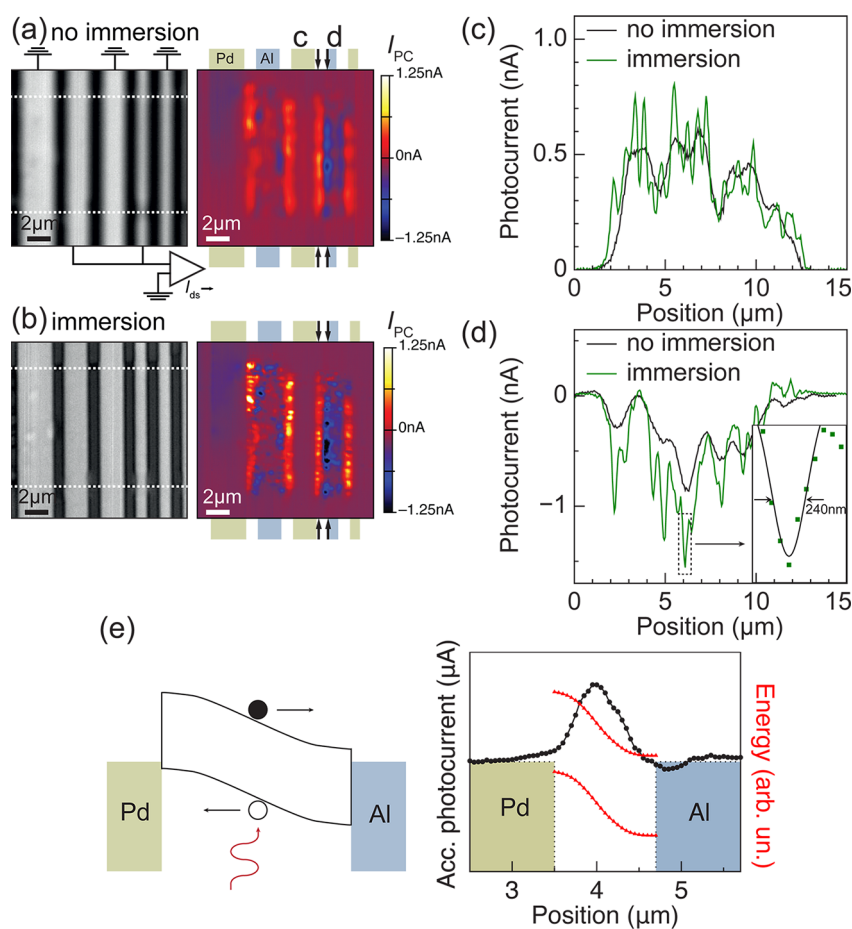 (a) no immersion
c
d
I PC
Pd
Al
1.25nA
0nA
−1.25nA
2µm
2µm
I ds
(b) immersion
I PC
1.25nA
0nA
−1.25nA
2µm
2µm
(c)
no immersion
immersion
Photocurrent (nA)
1.0
0.5
0
0 5 10 15
Position (µm)
(d)
no immersion
immersion
Photocurrent (nA)
0
−1
240nm
0 5 10 15
Position (µm)
(e)
Pd
Al
Acc. photocurrent (µA)
Energy (arb. un.)
Pd
Al
3 4 5
Position (µm)